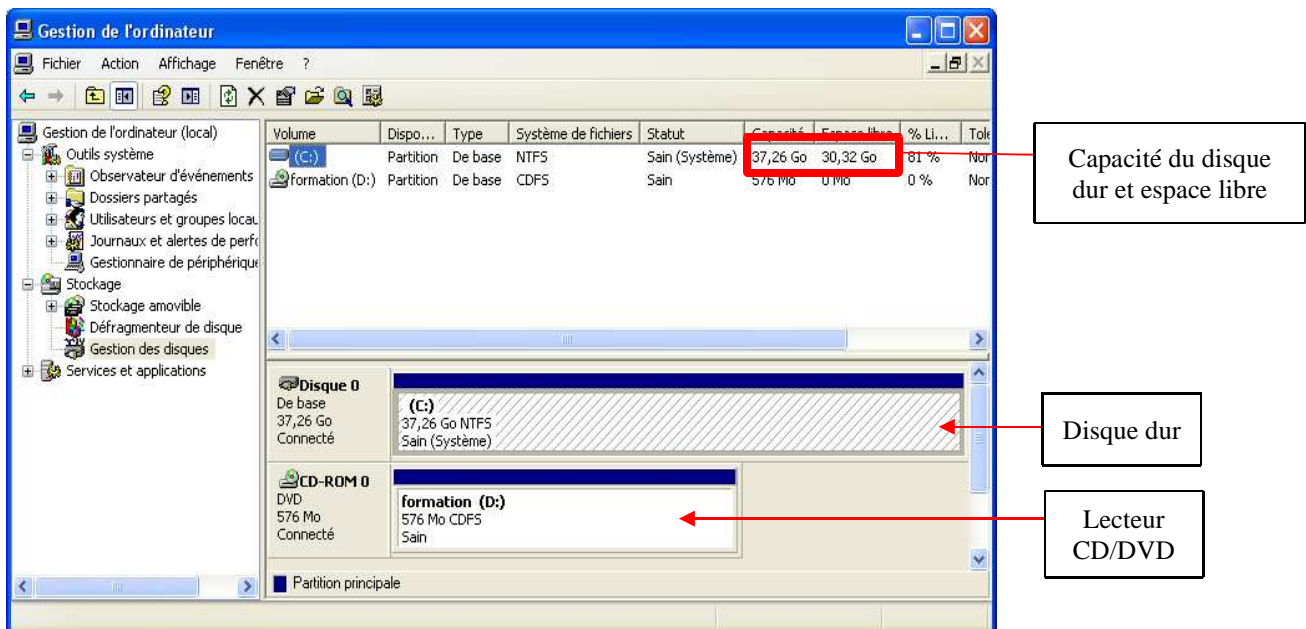 Gestion de l'ordinateur
Fichier Action Affichage Fenêtre ?
Gestion de l'ordinateur (local)
Outils système
Observateur d'événements
Dossiers partagés
Utilisateurs et groupes locau
Journaux et alertes de perfo
Gestionnaire de périphérique
Stockage
Stockage amovible
Défragmenteur de disque
Gestion des disques
Services et applications
Volume Dispo... Type Système de fichiers Statut Capacité Espace libre % Li... Tolé
(C:) Partition De base NTFS Sain (Système) 37,26 Go 30,32 Go 81 % Nor
formation (D:) Partition De base CDFS Sain 576 Mo 0 Mo 0 % Nor
Capacité du disque
dur et espace libre
Disque 0
De base
37,26 Go
Connecté
(C:)
37,26 Go NTFS
Sain (Système)
Disque dur
CD-ROM 0
DVD
576 Mo
Connecté
formation (D:)
576 Mo CDFS
Sain
Lecteur
CD/DVD
Partition principale